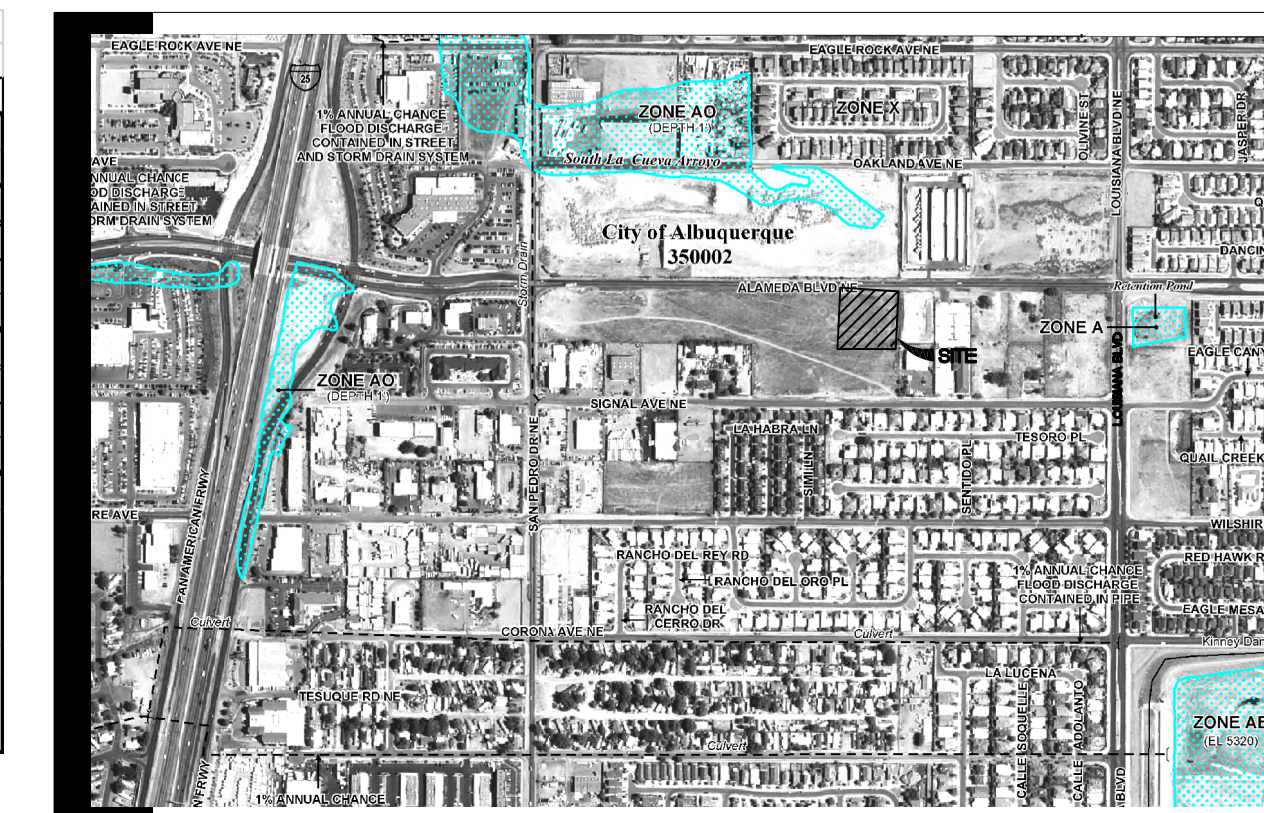 EAGLE ROCK AVE NE
25
EAGLE ROCK AVE NE
1% ANNUAL CHANCE
FLOOD DISCHARGE
CONTAINED IN STREET
AND STORM DRAIN SYSTEM
ZONE AO
(DEPTH 1')
ZONE X
OLIVINE ST
LOUISIANA BLVD NE
JASPER DR
AVE
NNUAL CHANCE
OD DISCHARGE
AINED IN STREET
ORM DRAIN SYSTEM
South La Cueva Arroyo
OAKLAND AVE NE
City of Albuquerque
350002
DANCIN
Storm Drain
ALAMEDA BLVD NE
Retention Pond
ZONE A
SITE
EAGLE CANY
LOUISIANA BLVD
ZONE AO
(DEPTH 1')
SIGNAL AVE NE
LA HABRA LN
TESORO PL
SIMI LN
SENTIDO PL
QUAIL CREEK
SAN PEDRO DR NE
PAN AMERICAN FRWY
RE AVE
WILSHIR
RANCHO DEL REY RD
RANCHO DEL ORO PL
RANCHO DEL
CERRO DR
1% ANNUAL CHANCE
FLOOD DISCHARGE
CONTAINED IN PIPE
RED HAWK R
EAGLE MESA
Culvert
CORONA AVE NE
Culvert
Kinney Dam
TESUQUE RD NE
LA LUCENA
CALLE SOQUELLE
CALLE ADOLANTO
ZONE AE
(EL 5320)
Culvert
N FRWY
1% ANNUAL CHANCE
BLVD